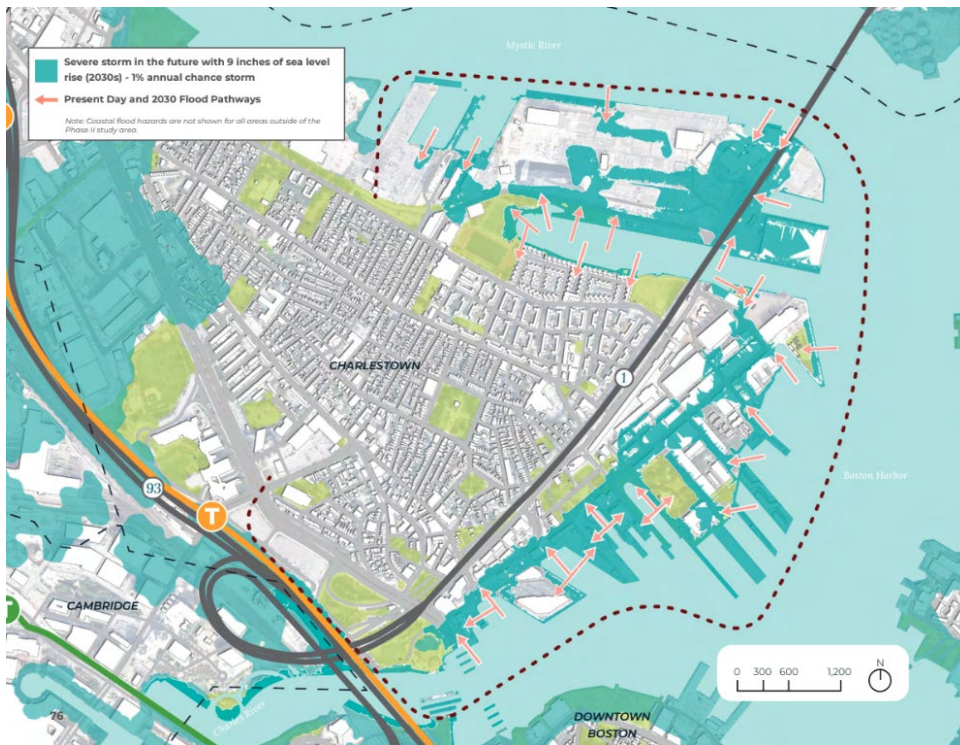 Mystic River
Severe storm in the future with 9 inches of sea level
rise (2030s) - 1% annual chance storm
Present Day and 2030 Flood Pathways
Note: Coastal flood hazards are not shown for all areas outside of the
Phase II study area.
CHARLESTOWN
1
Boston Harbor
93
T
CAMBRIDGE
T
0 300 600 1,200
N
Charles River
76
DOWNTOWN
BOSTON